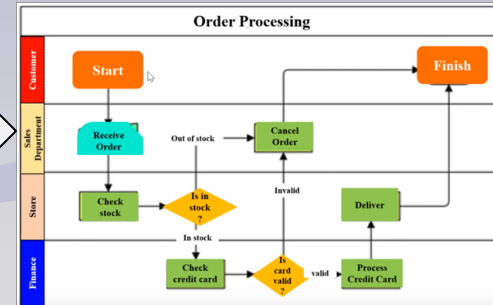 Order Processing
Customer
Start
Finish
Sales
Department
Receive
Order
Out of stock
Cancel
Order
Store
Check
stock
Is in
stock
?
Invalid
Deliver
In stock
Finance
Check
credit card
Is
card
valid
?
valid
Process
Credit Card